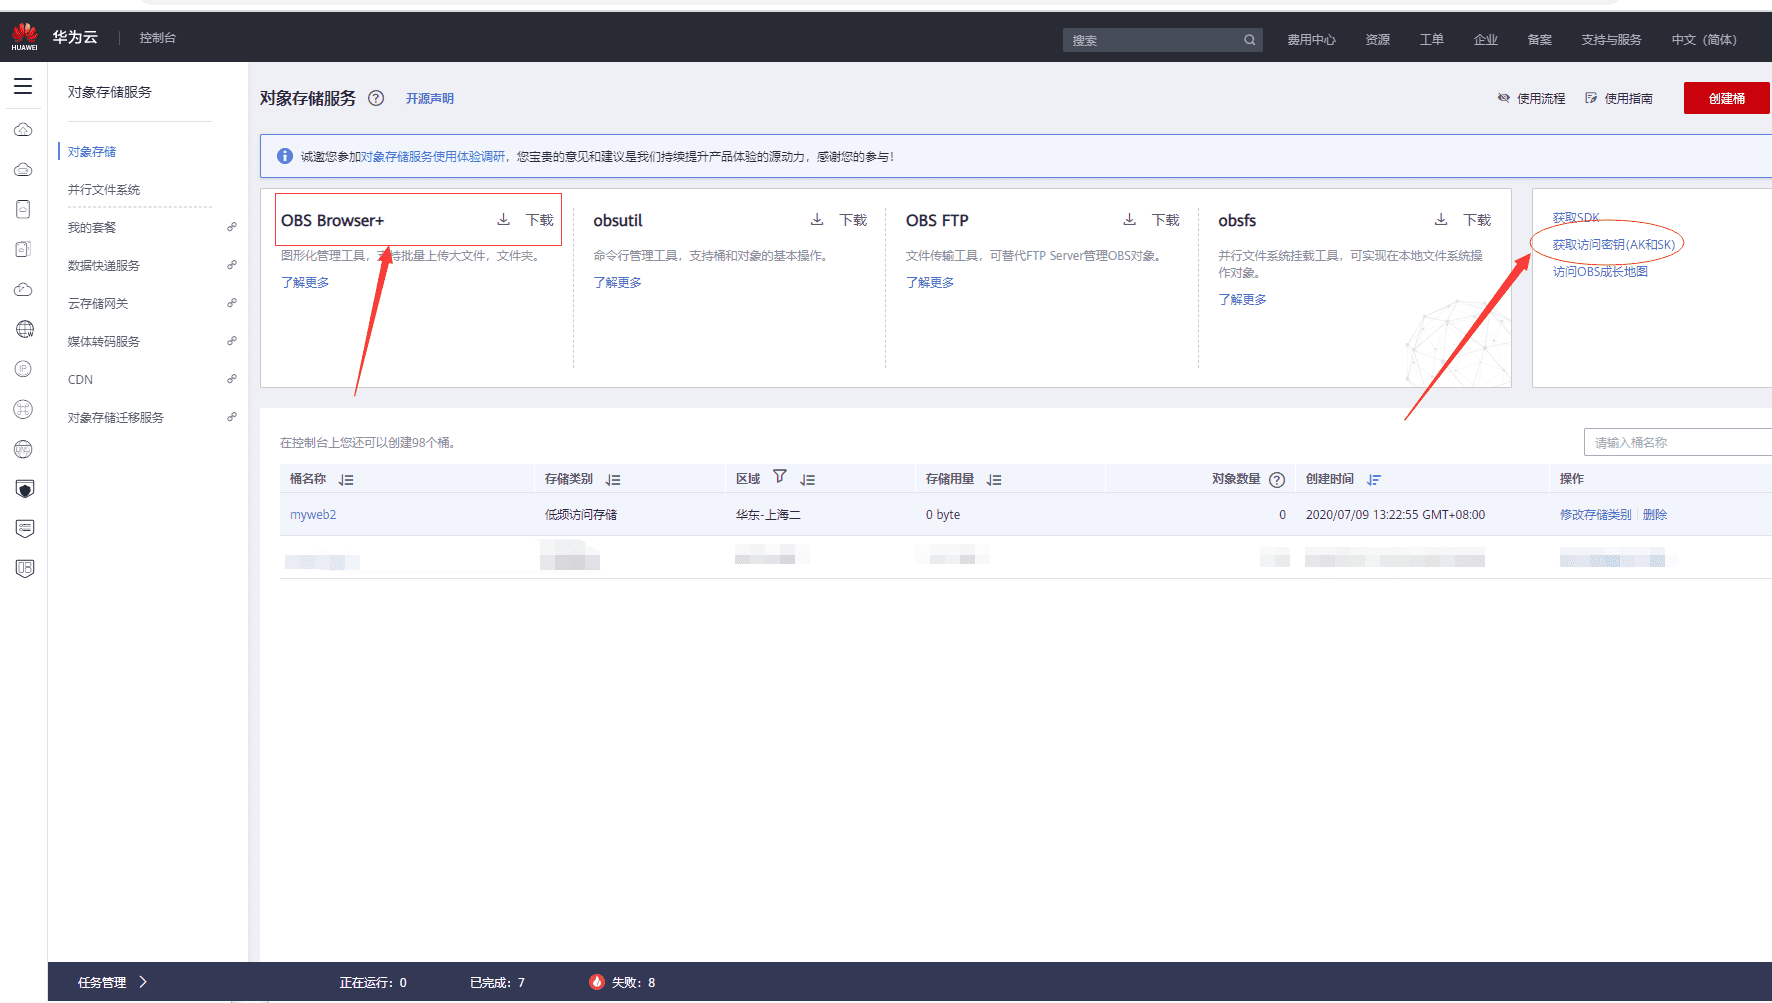 HUAWEI
华为云
控制台
搜索
费用中心
资源
工单
企业
备案
支持与服务
中文（简体）
对象存储服务
对象存储
并行文件系统
我的套餐
数据快递服务
云存储网关
媒体转码服务
CDN
对象存储迁移服务
对象存储服务
开源声明
使用流程
使用指南
创建桶
诚邀您参加对象存储服务使用体验调研，您宝贵的意见和建议是我们持续提升产品体验的源动力，感谢您的参与！
OBS Browser+
下载
图形化管理工具，支持批量上传大文件，文件夹。
了解更多
obsutil
下载
命令行管理工具，支持桶和对象的基本操作。
了解更多
OBS FTP
下载
文件传输工具，可替代FTP Server管理OBS对象。
了解更多
obsfs
下载
并行文件系统挂载工具，可实现在本地文件系统操
作对象。
了解更多
获取SDK
获取访问密钥(AK和SK)
访问OBS成长地图
在控制台上您还可以创建98个桶。
请输入桶名称
桶名称
存储类别
区域
存储用量
对象数量
创建时间
操作
myweb2
低频访问存储
华东-上海二
0 byte
0
2020/07/09 13:22:55 GMT+08:00
修改存储类别
删除
任务管理
正在运行：0
已完成：7
失败：8